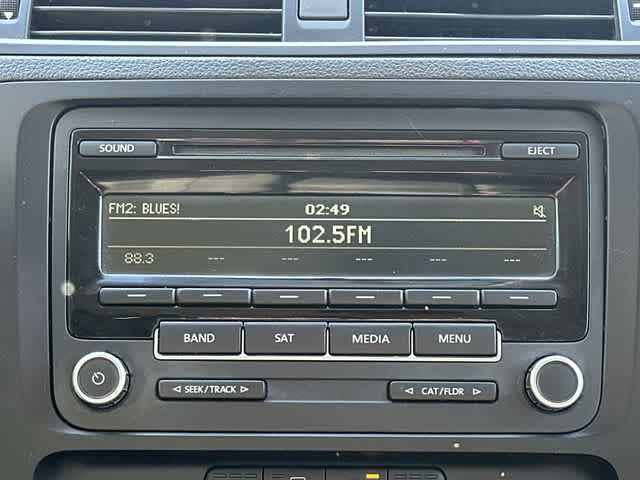 SOUND
EJECT
FM2: BLUES! 02:49
102.5FM
88.3 --- --- --- --- ---
BAND SAT MEDIA MENU
◁ SEEK/TRACK ▷ ◁ CAT/FLDR ▷